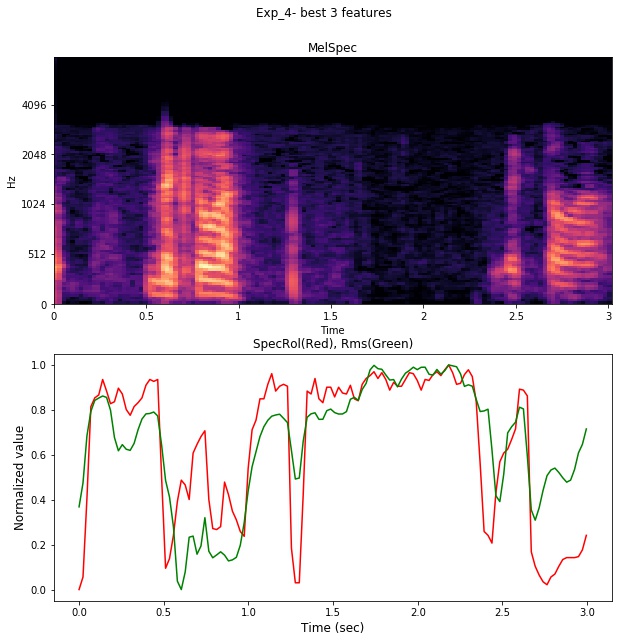 Exp_4- best 3 features
MelSpec
4096
2048
1024
512
0
Hz
0 0.5 1 1.5 2 2.5 3
Time
SpecRol(Red), Rms(Green)
1.0
0.8
0.6
0.4
0.2
0.0
Normalized value
0.0 0.5 1.0 1.5 2.0 2.5 3.0
Time (sec)